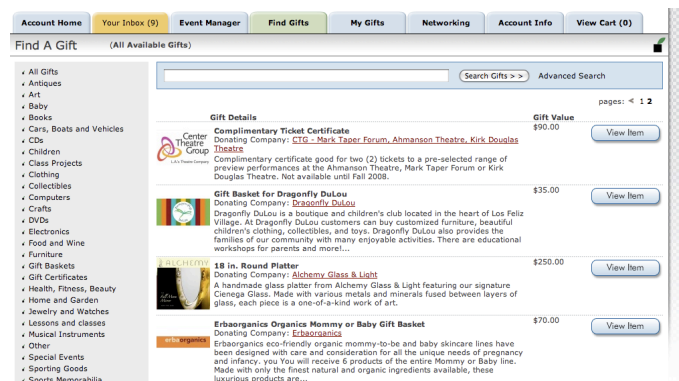 Account Home
Your Inbox (9)
Event Manager
Find Gifts
My Gifts
Networking
Account Info
View Cart (0)
Find A Gift
(All Available Gifts)
All Gifts
Antiques
Art
Baby
Books
Cars, Boats and Vehicles
CDs
Children
Class Projects
Clothing
Collectibles
Computers
Crafts
DVDs
Electronics
Food and Wine
Furniture
Gift Baskets
Gift Certificates
Health, Fitness, Beauty
Home and Garden
Jewelry and Watches
Lessons and classes
Musical Instruments
Other
Special Events
Sporting Goods
Sports Memorabilia
Search Gifts > >
Advanced Search
pages: < 1 2
Gift Details
Gift Value
Center
Theatre
Group
L.A.'s Theatre Company
Complimentary Ticket Certificate
Donating Company: CTG - Mark Taper Forum, Ahmanson Theatre, Kirk Douglas
Theatre
Complimentary certificate good for two (2) tickets to a pre-selected range of
preview performances at the Ahmanson Theatre, Mark Taper Forum or Kirk
Douglas Theatre. Not available until Fall 2008.
$90.00
View Item
Gift Basket for Dragonfly DuLou
Donating Company: Dragonfly DuLou
Dragonfly DuLou is a boutique and children's club located in the heart of Los Feliz
Village. At Dragonfly DuLou customers can buy customized furniture, beautiful
children's clothing, collectibles, and toys. Dragonfly DuLou also provides the
families of our community with many enjoyable activities. There are educational
workshops for parents and more!...
$35.00
View Item
ALCHEMY
18 in. Round Platter
Donating Company: Alchemy Glass & Light
A handmade glass platter from Alchemy Glass & Light featuring our signature
Cienega Glass. Made with various metals and minerals fused between layers of
glass, each piece is a one-of-a-kind work of art.
$250.00
View Item
erbaorganics
Erbaorganics Organics Mommy or Baby Gift Basket
Donating Company: Erbaorganics
Erbaorganics eco-friendly organic mommy-to-be and baby skincare lines have
been designed with care and consideration for all the unique needs of pregnancy
and infancy. you You will receive 6 products of the entire Mommy or Baby line.
Made with only the finest natural and organic ingredients available, these
luxurious products are...
$70.00
View Item